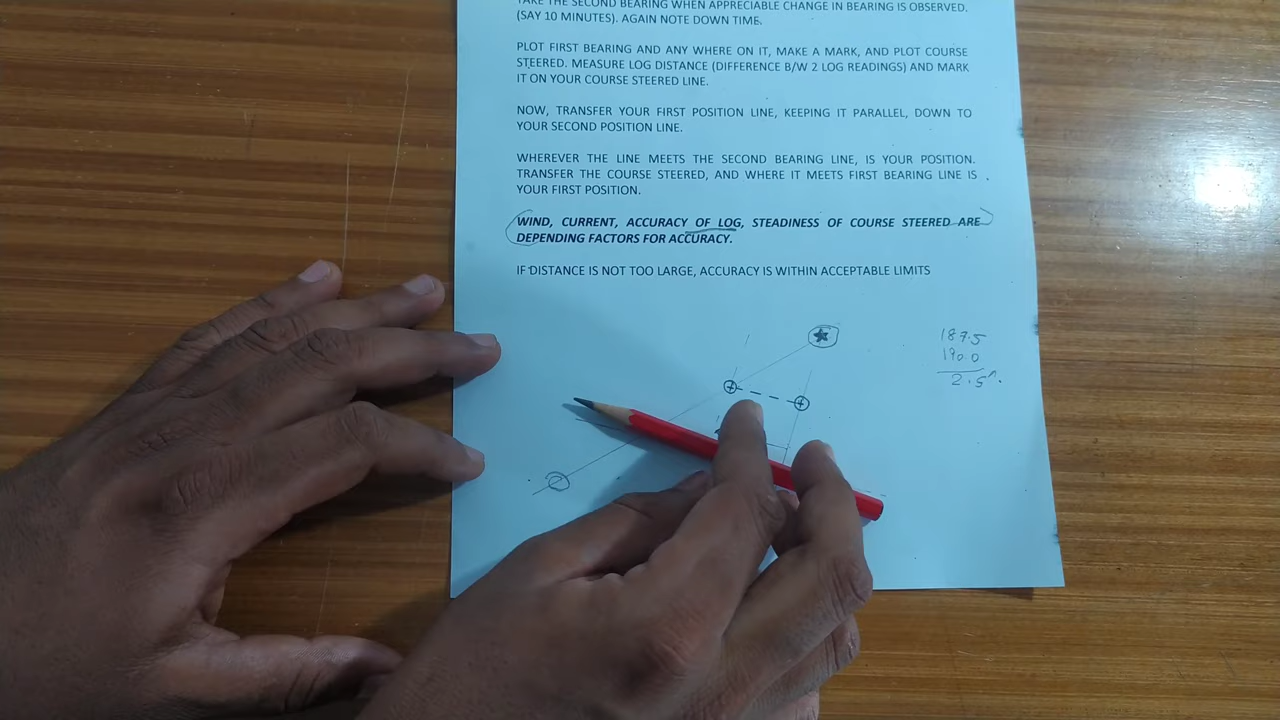 TAKE THE SECOND BEARING WHEN APPRECIABLE CHANGE IN BEARING IS OBSERVED.
(SAY 10 MINUTES). AGAIN NOTE DOWN TIME.
PLOT FIRST BEARING AND ANY WHERE ON IT, MAKE A MARK, AND PLOT COURSE
STEERED. MEASURE LOG DISTANCE (DIFFERENCE B/W 2 LOG READINGS) AND MARK
IT ON YOUR COURSE STEERED LINE.
NOW, TRANSFER YOUR FIRST POSITION LINE, KEEPING IT PARALLEL, DOWN TO
YOUR SECOND POSITION LINE.
WHEREVER THE LINE MEETS THE SECOND BEARING LINE, IS YOUR POSITION.
TRANSFER THE COURSE STEERED, AND WHERE IT MEETS FIRST BEARING LINE IS
YOUR FIRST POSITION.
WIND, CURRENT, ACCURACY OF LOG, STEADINESS OF COURSE STEERED ARE
DEPENDING FACTORS FOR ACCURACY.
IF DISTANCE IS NOT TOO LARGE, ACCURACY IS WITHIN ACCEPTABLE LIMITS
187.5
190.0
2.5